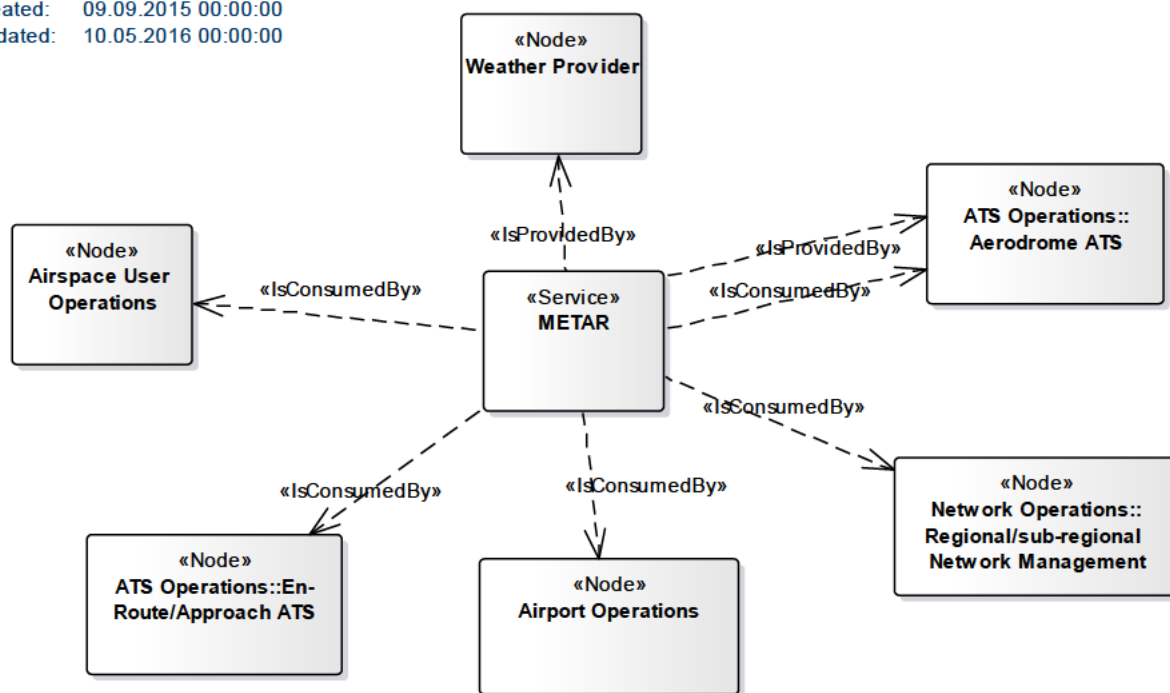 eated: 09.09.2015 00:00:00
dated: 10.05.2016 00:00:00
«Node»
Weather Provider
«Node»
ATS Operations::
Aerodrome ATS
«IsProvidedBy»
«IsProvidedBy»
«Node»
Airspace User
Operations
«IsConsumedBy»
«Service»
METAR
«IsConsumedBy»
«IsConsumedBy»
«Node»
Network Operations::
Regional/sub-regional
Network Management
«IsConsumedBy»
«IsConsumedBy»
«Node»
ATS Operations::En-
Route/Approach ATS
«Node»
Airport Operations